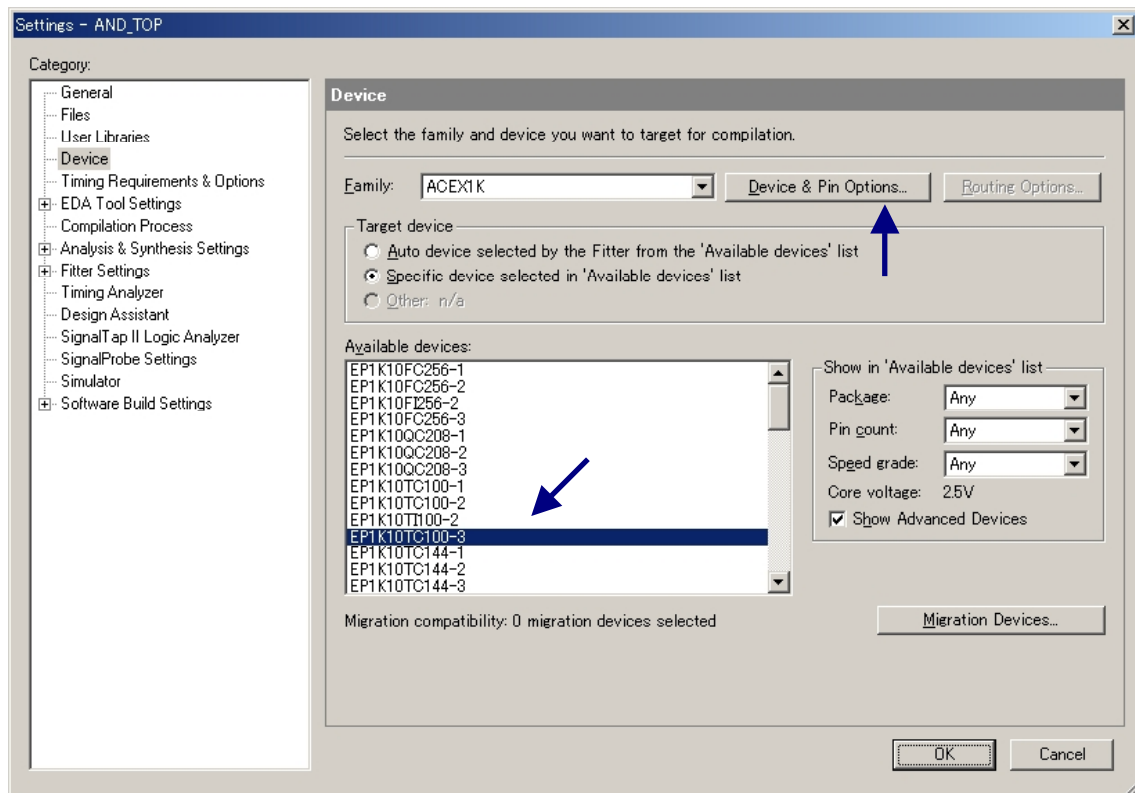 Settings - AND_TOP
Category:
General
Files
User Libraries
Device
Timing Requirements & Options
EDA Tool Settings
Compilation Process
Analysis & Synthesis Settings
Fitter Settings
Timing Analyzer
Design Assistant
SignalTap II Logic Analyzer
SignalProbe Settings
Simulator
Software Build Settings
Device
Select the family and device you want to target for compilation.
Family: ACEX1K Device & Pin Options... Routing Options...
Target device
Auto device selected by the Fitter from the 'Available devices' list
Specific device selected in 'Available devices' list
Other: n/a
Available devices:
EP1K10FC256-1
EP1K10FC256-2
EP1K10FI256-2
EP1K10FC256-3
EP1K10QC208-1
EP1K10QC208-2
EP1K10QC208-3
EP1K10TC100-1
EP1K10TC100-2
EP1K10TI100-2
EP1K10TC100-3
EP1K10TC144-1
EP1K10TC144-2
EP1K10TC144-3
Show in 'Available devices' list
Package: Any
Pin count: Any
Speed grade: Any
Core voltage: 2.5V
Show Advanced Devices
Migration compatibility: 0 migration devices selected
Migration Devices...
OK Cancel